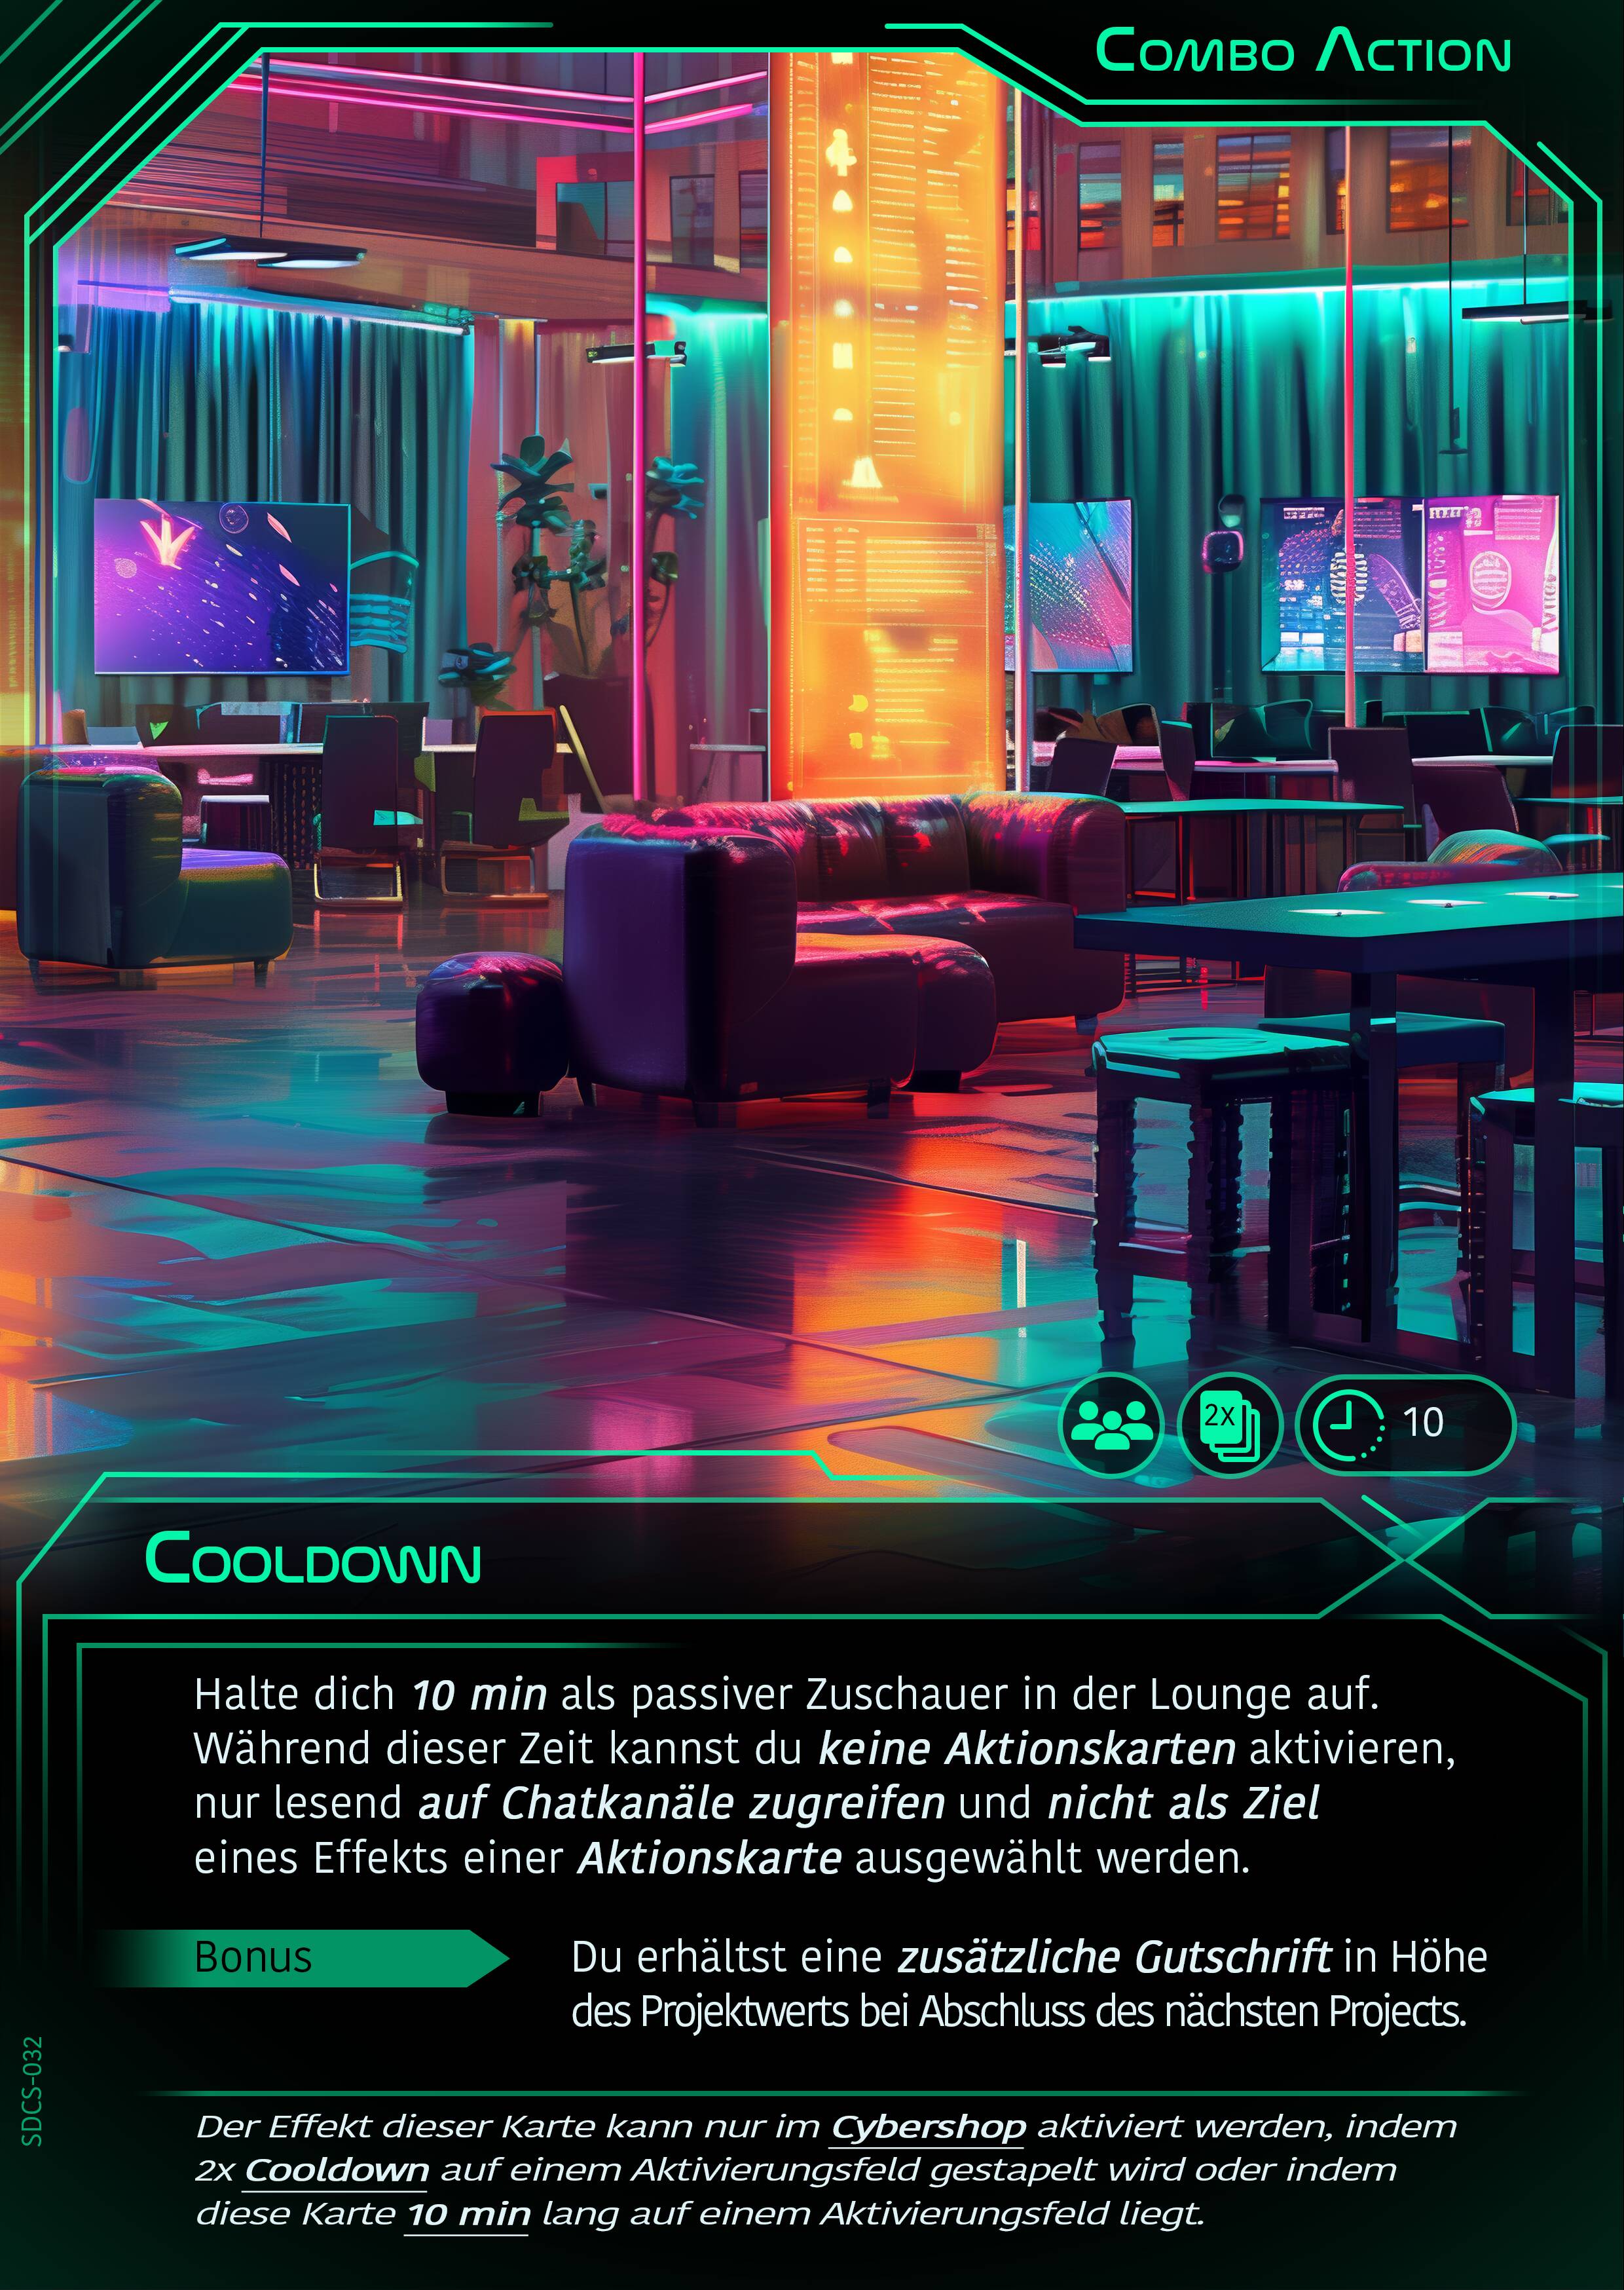 Combo Action
2x
10
Cooldown
Halte dich 10 min als passiver Zuschauer in der Lounge auf.
Während dieser Zeit kannst du keine Aktionskarten aktivieren,
nur lesend auf Chatkanäle zugreifen und nicht als Ziel
eines Effekts einer Aktionskarte ausgewählt werden.
Bonus
Du erhältst eine zusätzliche Gutschrift in Höhe
des Projektwerts bei Abschluss des nächsten Projects.
SDCS-032
Der Effekt dieser Karte kann nur im Cybershop aktiviert werden, indem
2x Cooldown auf einem Aktivierungsfeld gestapelt wird oder indem
diese Karte 10 min lang auf einem Aktivierungsfeld liegt.